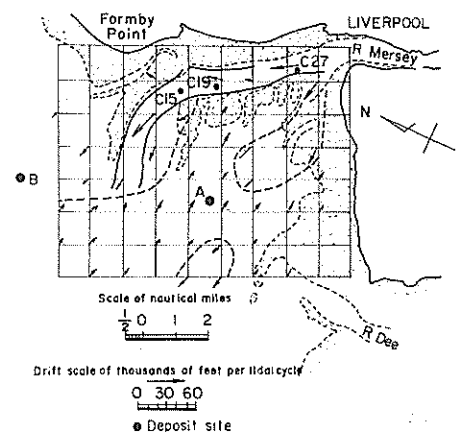 Formby
Point
LIVERPOOL
R Mersey
C27
C19
C15
N
B
A
Scale of nautical miles
1/2 0 1 2
R Dee
Drift scale of thousands of feet per tidal cycle
0 30 60
Deposit site